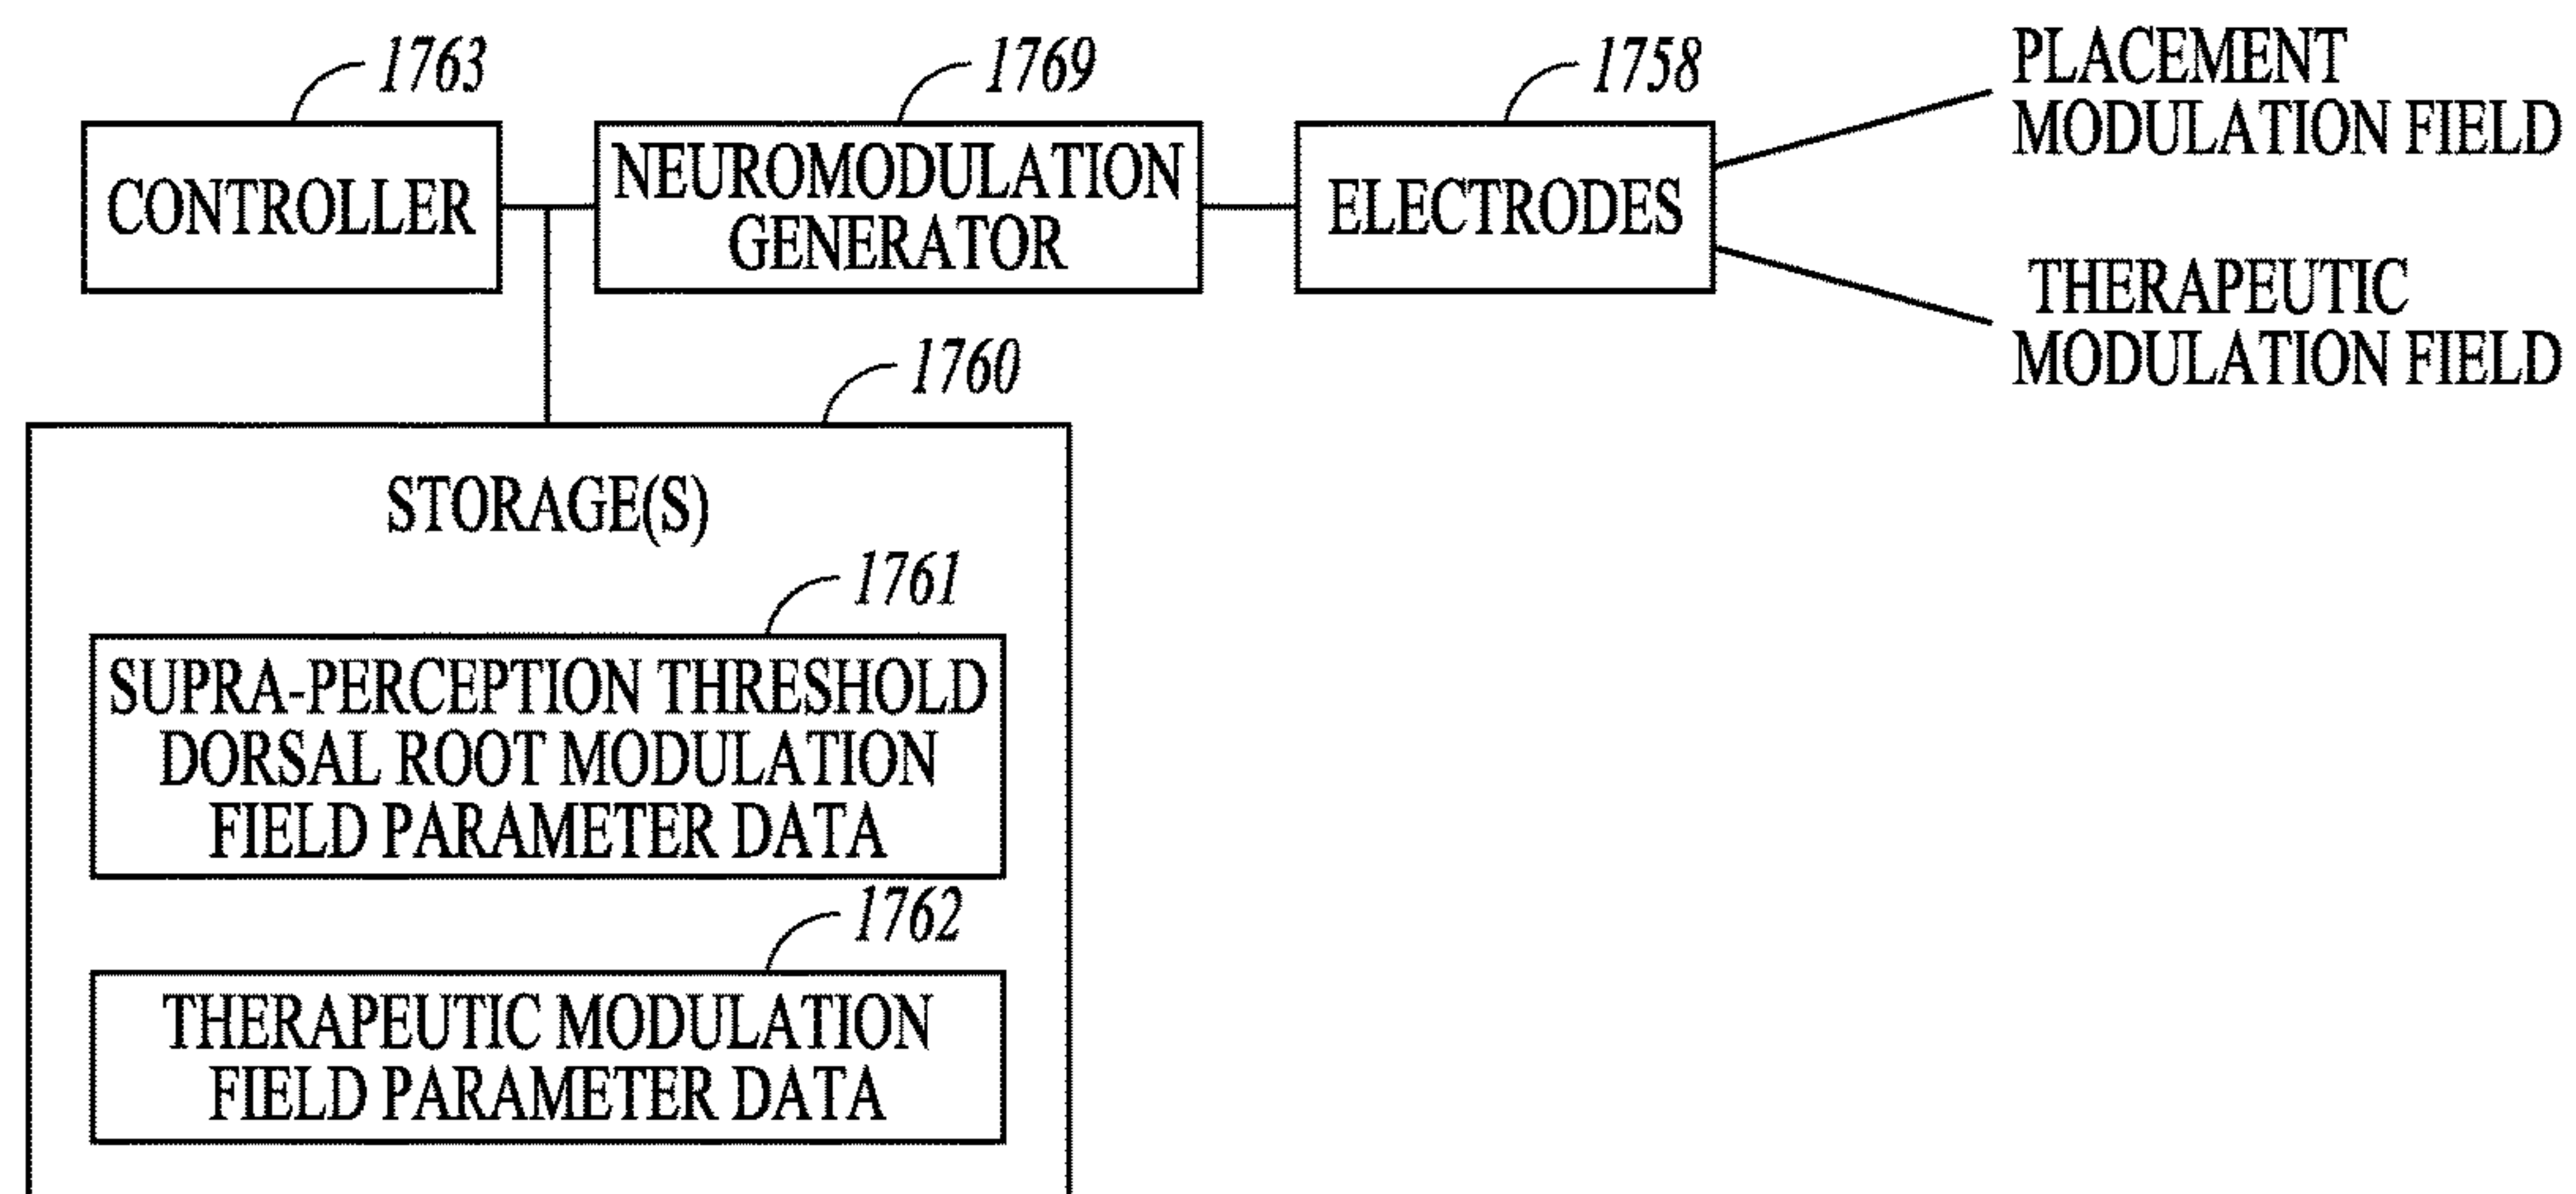 1763
1769
1758
PLACEMENT
MODULATION FIELD
CONTROLLER
NEUROMODULATION
GENERATOR
ELECTRODES
THERAPEUTIC
MODULATION FIELD
1760
STORAGE(S)
1761
SUPRA-PERCEPTION THRESHOLD
DORSAL ROOT MODULATION
FIELD PARAMETER DATA
1762
THERAPEUTIC MODULATION
FIELD PARAMETER DATA